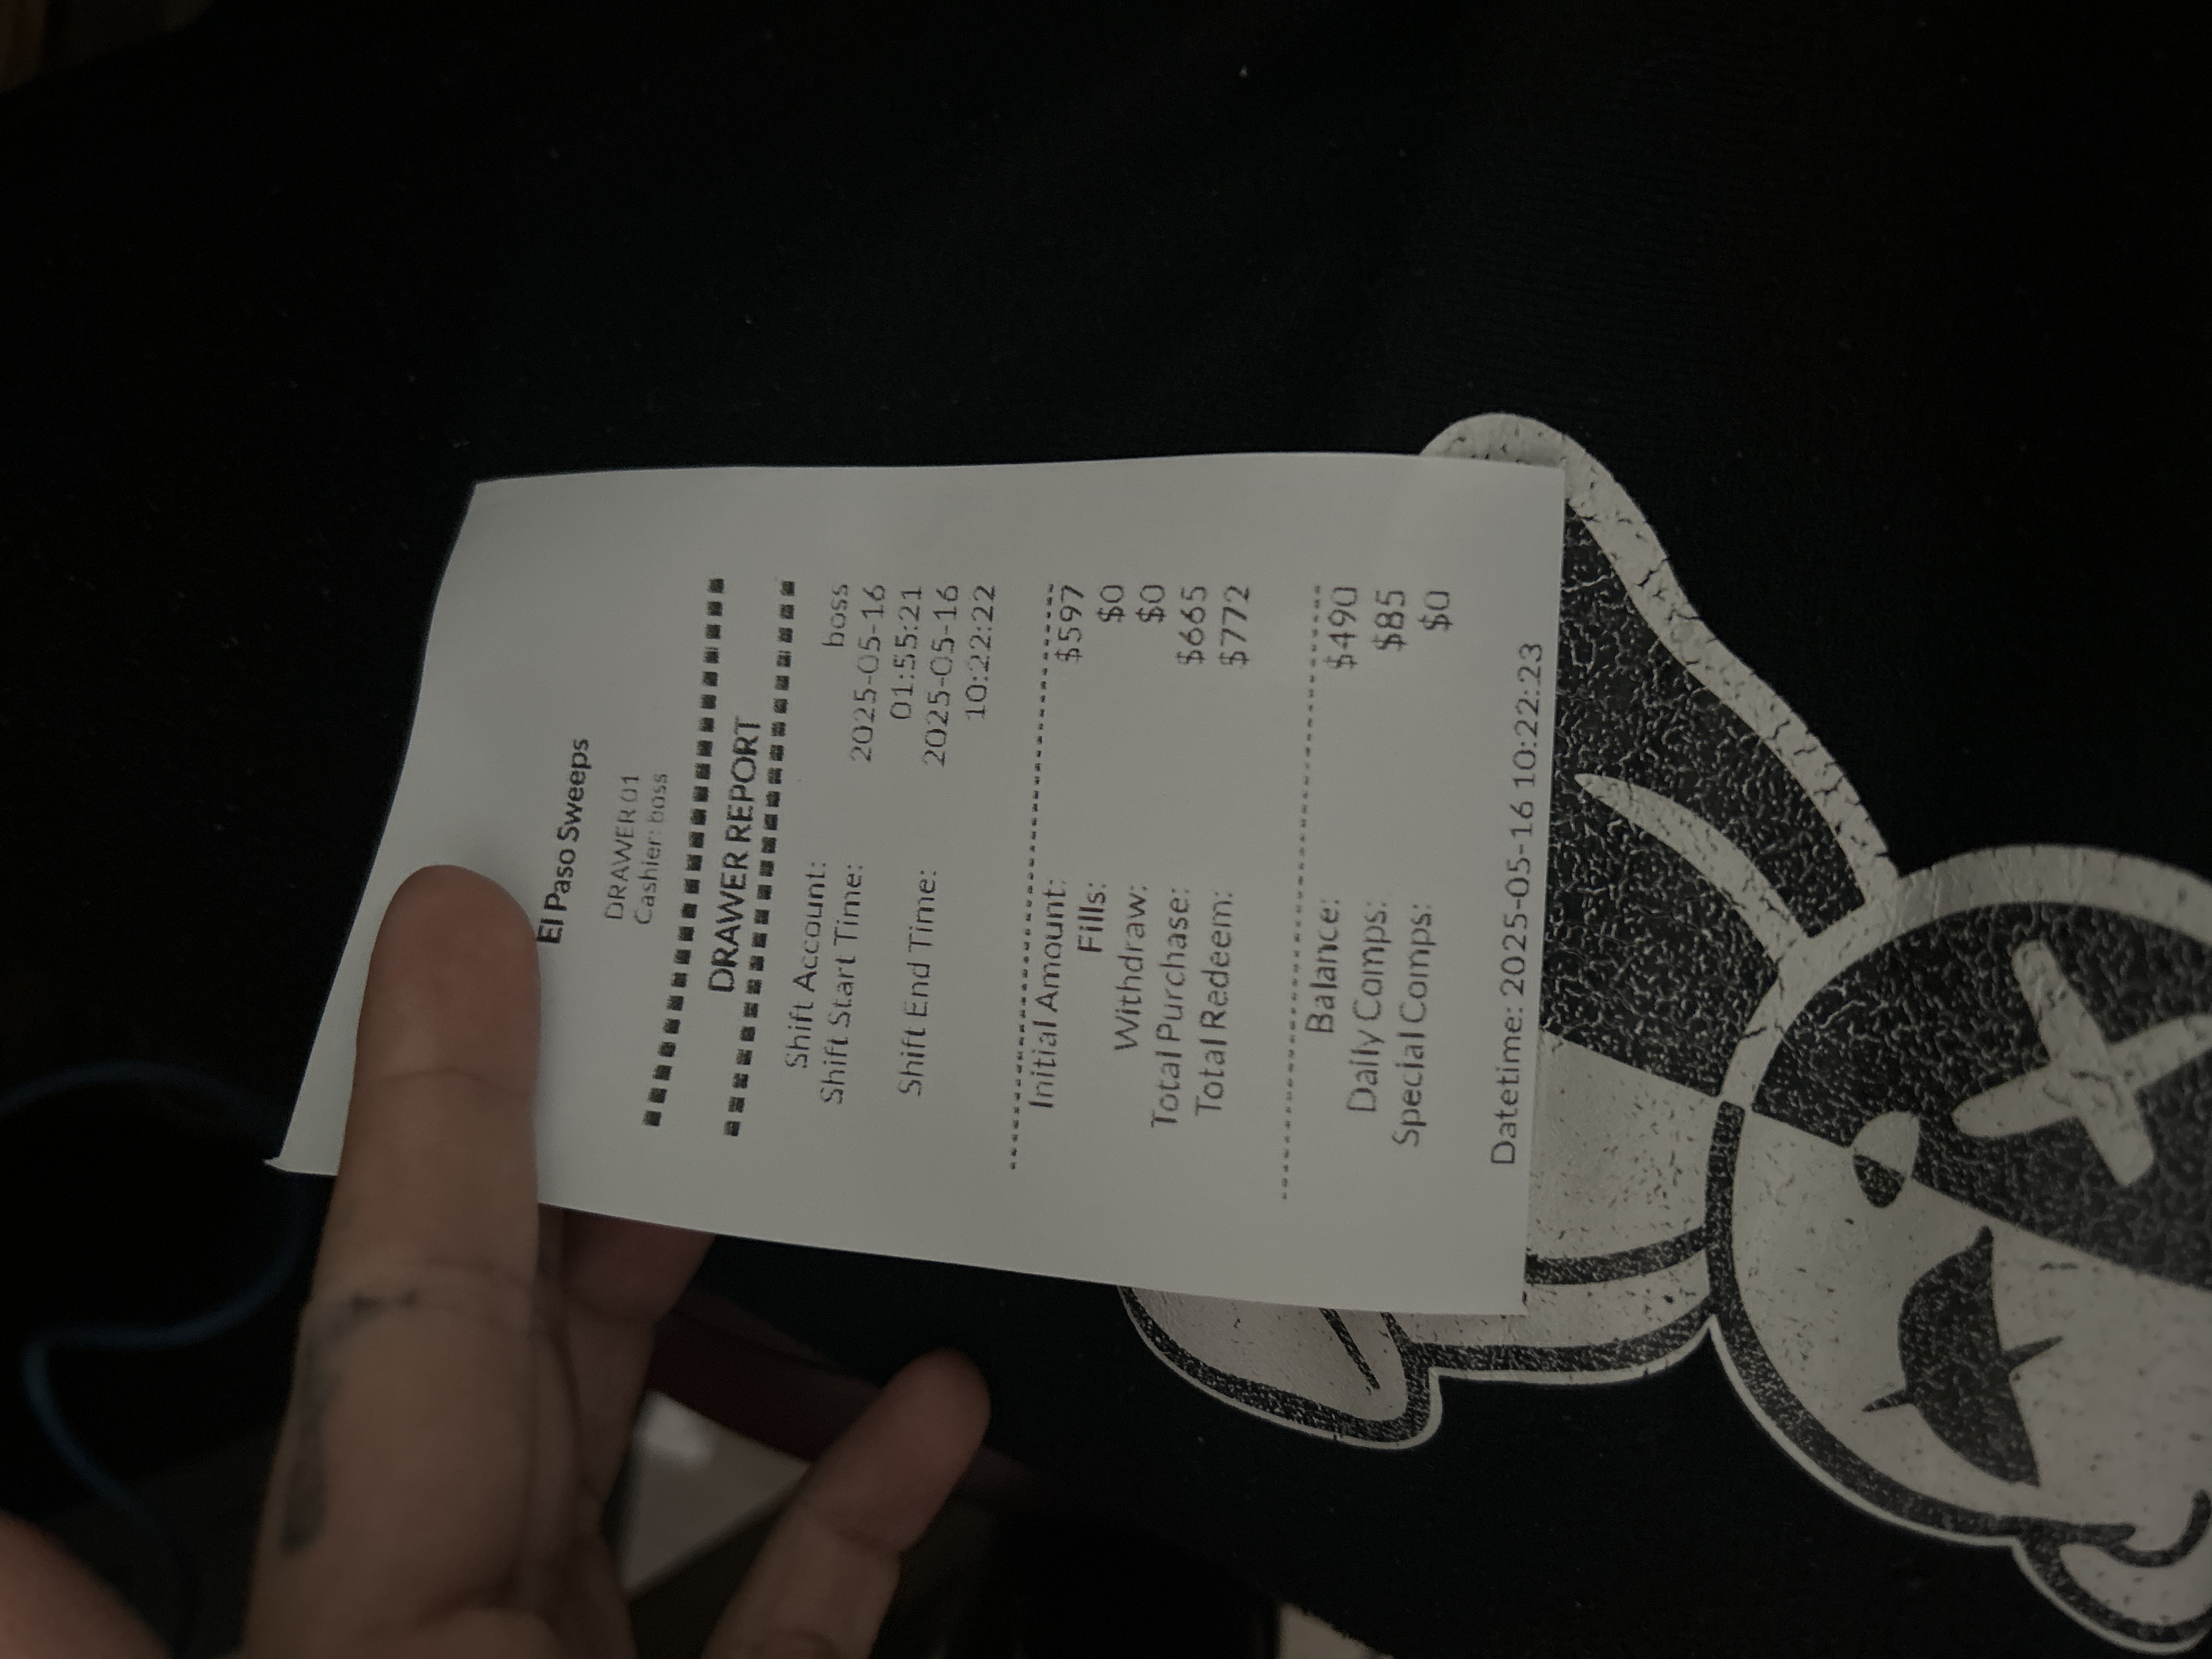 El Paso Sweeps
DRAWER 01
Cashier: boss
DRAWER REPORT
Shift Account: boss
Shift Start Time: 2025-05-16
01:55:21
Shift End Time: 2025-05-16
10:22:22
Initial Amount: $597
Fills: $0
Withdraw: $0
Total Purchase: $665
Total Redeem: $772
Balance: $490
Daily Comps: $85
Special Comps: $0
Datetime: 2025-05-16 10:22:23